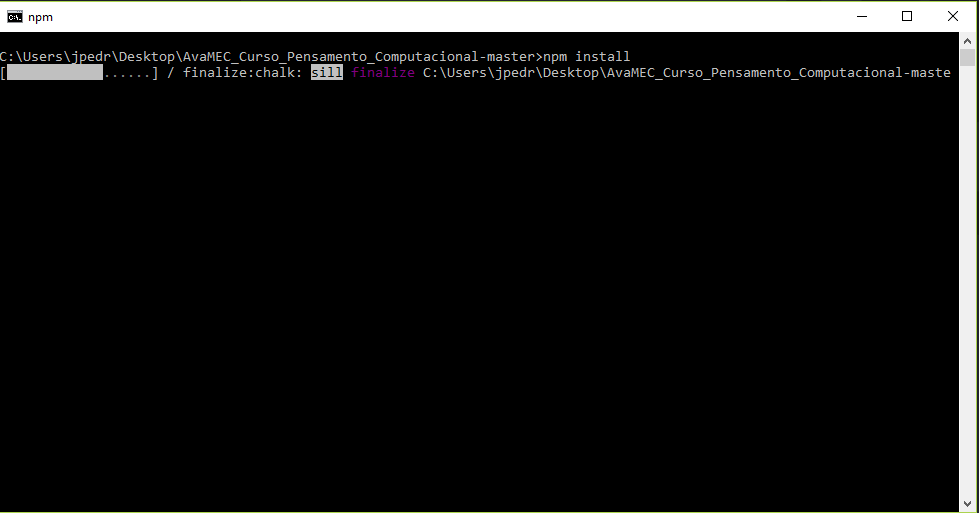 npm
C:\Users\jpedr\Desktop\AvaMEC_Curso_Pensamento_Computacional-master>npm install
[            ......] / finalize:chalk: sill finalize C:\Users\jpedr\Desktop\AvaMEC_Curso_Pensamento_Computacional-maste